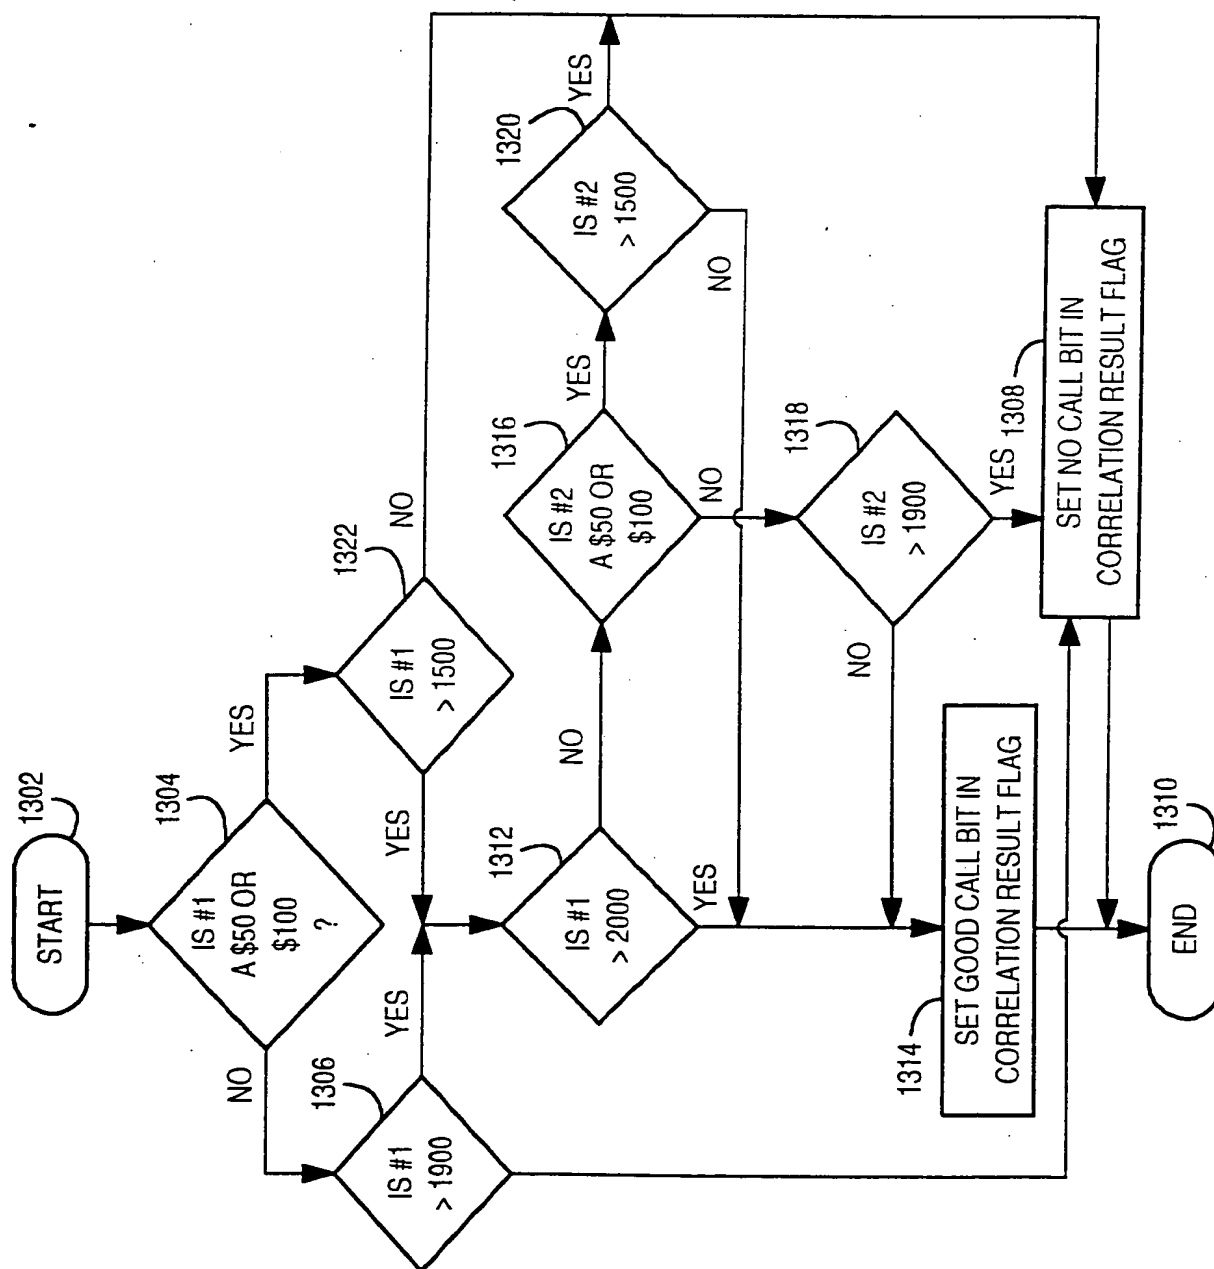 START
1302
IS #1
A $50 OR
$100
?
1304
YES
NO
IS #1
> 1500
1322
NO
YES
IS #1
> 1900
1306
YES
IS #1
> 2000
1312
NO
YES
IS #2
A $50 OR
$100
1316
YES
NO
IS #2
> 1500
1320
YES
NO
IS #2
> 1900
1318
NO
YES
SET GOOD CALL BIT IN
CORRELATION RESULT FLAG
1314
SET NO CALL BIT IN
CORRELATION RESULT FLAG
1308
END
1310